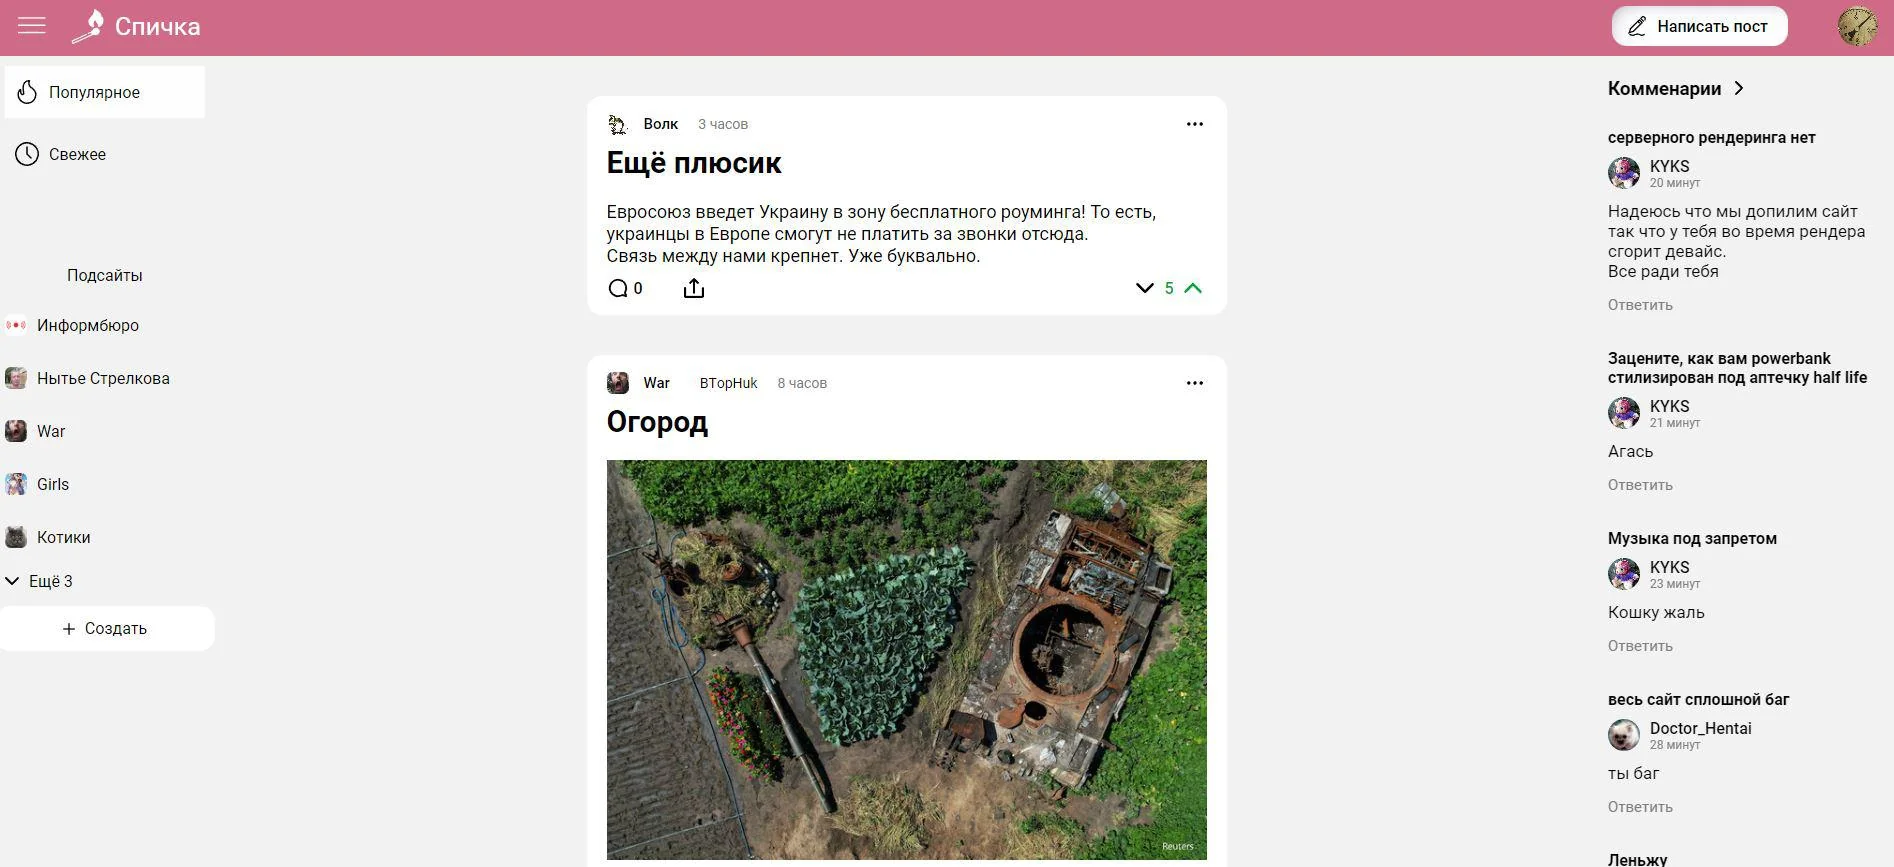 Спичка
Написать пост
Популярное
Свежее
Подсайты
Информбюро
Нытье Стрелкова
War
Girls
Котики
Ещё 3
+ Создать
Волк 3 часов
Ещё плюсик
Евросоюз введет Украину в зону бесплатного роуминга! То есть,
украинцы в Европе смогут не платить за звонки отсюда.
Связь между нами крепнет. Уже буквально.
0
5
War BTopHuk 8 часов
Огород
Reuters
Комменарии
серверного рендеринга нет
KYKS
20 минут
Надеюсь что мы допилим сайт
так что у тебя во время рендера
сгорит девайс.
Все ради тебя
Ответить
Зацените, как вам powerbank
стилизирован под аптечку half life
KYKS
21 минут
Агась
Ответить
Музыка под запретом
KYKS
23 минут
Кошку жаль
Ответить
весь сайт сплошной баг
Doctor_Hentai
28 минут
ты баг
Ответить
Леньжу